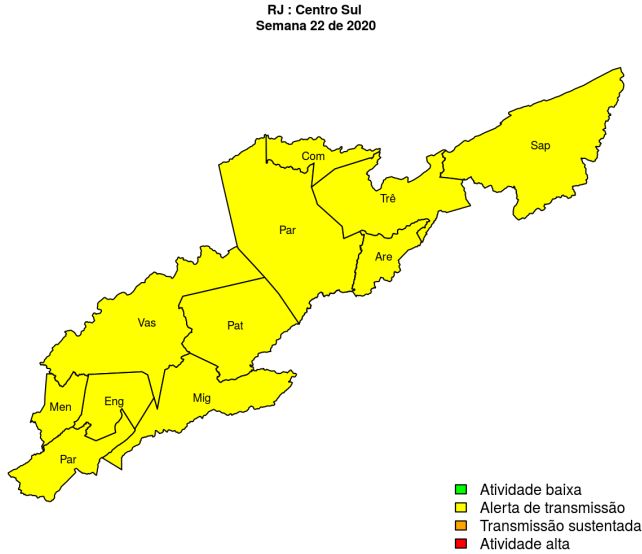 RJ : Centro Sul
Semana 22 de 2020
Sap
Com
Trê
Par
Are
Vas
Pat
Mig
Men
Eng
Par
Atividade baixa
Alerta de transmissão
Transmissão sustentada
Atividade alta